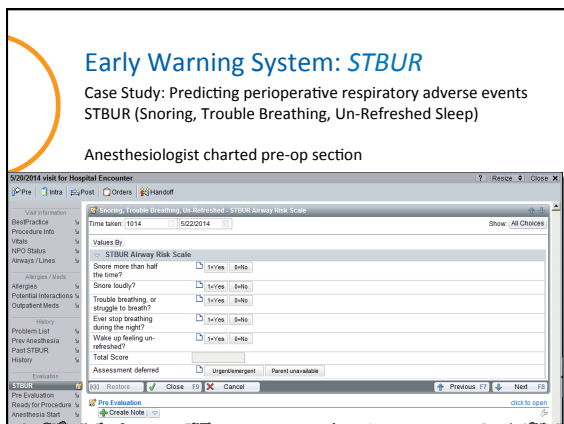 Early Warning System: STBUR
Case Study: Predicting perioperative respiratory adverse events
STBUR (Snoring, Trouble Breathing, Un-Refreshed Sleep)
Anesthesiologist charted pre-op section
5/20/2014 visit for Hospital Encounter
? Resize Close X
Pre Intra Post Orders Handoff
Visit Information
BestPractice
Procedure Info
Vitals
NPO Status
Airways / Lines
Allergies / Meds
Allergies
Potential Interactions
Outpatient Meds
History
Problem List
Prev Anesthesia
Past STBUR
History
Evaluation
STBUR
Pre Evaluation
Ready for Procedure
Anesthesia Start
Snoring, Trouble Breathing, Un-Refreshed - STBUR Airway Risk Scale
Time taken: 1014 5/22/2014 Show: All Choices
Values By
STBUR Airway Risk Scale
Snore more than half
the time? 1=Yes 0=No
Snore loudly? 1=Yes 0=No
Trouble breathing, or
struggle to breath? 1=Yes 0=No
Ever stop breathing
during the night? 1=Yes 0=No
Wake up feeling un-
refreshed? 1=Yes 0=No
Total Score
Assessment deferred Urgent/emergent Parent unavailable
Restore Close F9 Cancel Previous F7 Next F8
Pre Evaluation click to open
Create Note